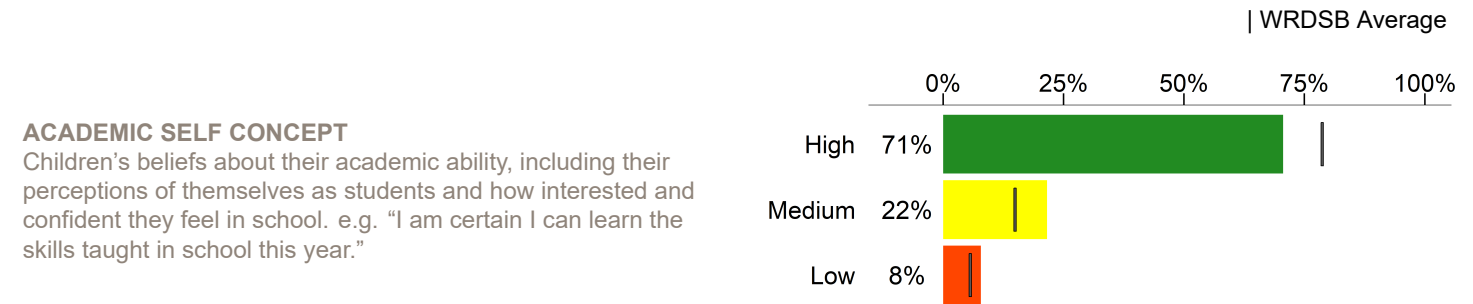 | WRDSB Average
0% 25% 50% 75% 100%
ACADEMIC SELF CONCEPT
Children’s beliefs about their academic ability, including their
perceptions of themselves as students and how interested and
confident they feel in school. e.g. “I am certain I can learn the
skills taught in school this year.”
High 71%
Medium 22%
Low 8%